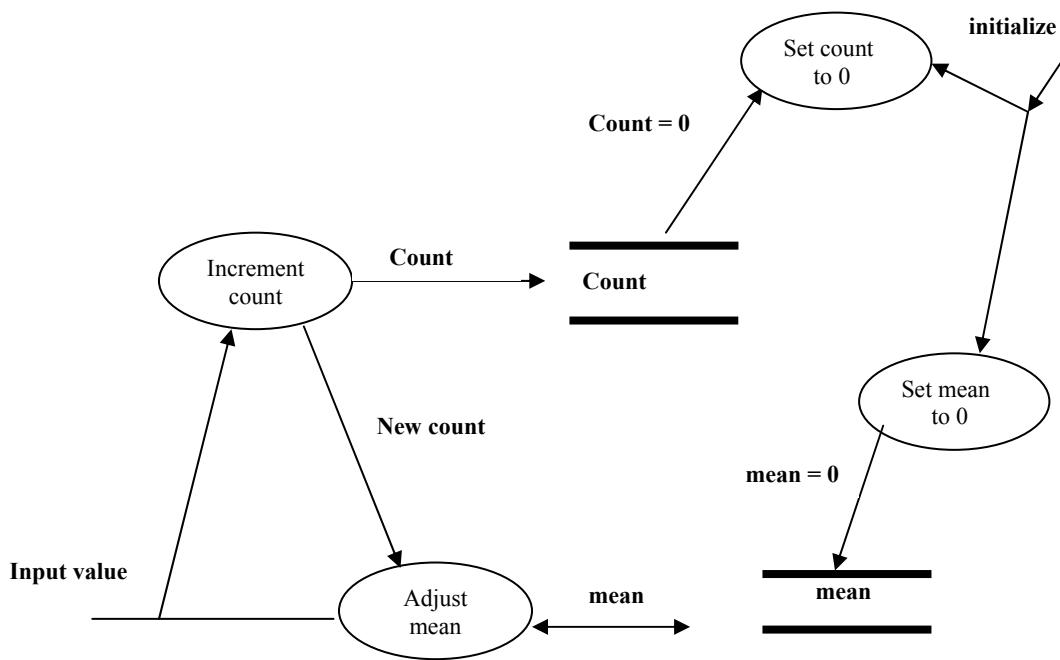 initialize
Set count
to 0
Count = 0
Increment
count
Count
Count
Set mean
to 0
New count
mean = 0
Input value
Adjust
mean
mean
mean